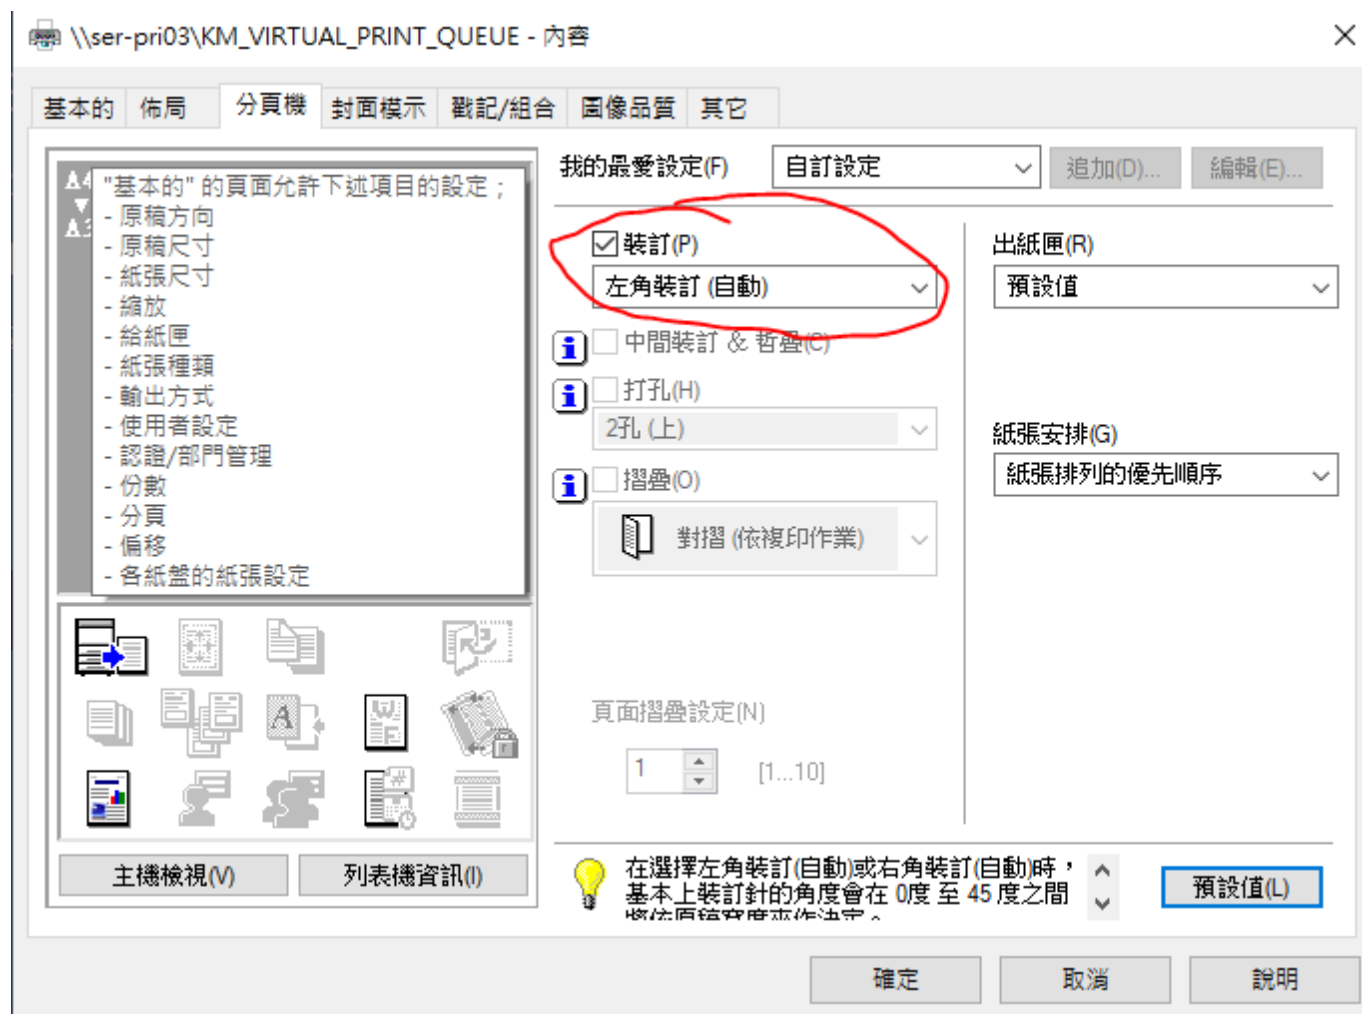 \\ser-pri03\KM_VIRTUAL_PRINT_QUEUE - 內容
基本的 佈局 分頁機 封面模示 戳記/組合 圖像品質 其它
"基本的" 的頁面允許下述項目的設定；
- 原稿方向
- 原稿尺寸
- 紙張尺寸
- 縮放
- 給紙匣
- 紙張種類
- 輸出方式
- 使用者設定
- 認證/部門管理
- 份數
- 分頁
- 偏移
- 各紙盤的紙張設定
主機檢視(V) 列表機資訊(I)
我的最愛設定(F) 自訂設定 追加(D)... 編輯(E)...
裝訂(P)
左角裝訂 (自動)
中間裝訂 & 哲疊(C)
打孔(H)
2孔 (上)
摺疊(O)
對摺 (依複印作業)
頁面摺疊設定(N)
1 [1...10]
出紙匣(R)
預設值
紙張安排(G)
紙張排列的優先順序
在選擇左角裝訂(自動)或右角裝訂(自動)時，
基本上裝訂針的角度會在 0度 至 45 度之間
將依原稿寬度來作決定。
預設值(L)
確定 取消 說明